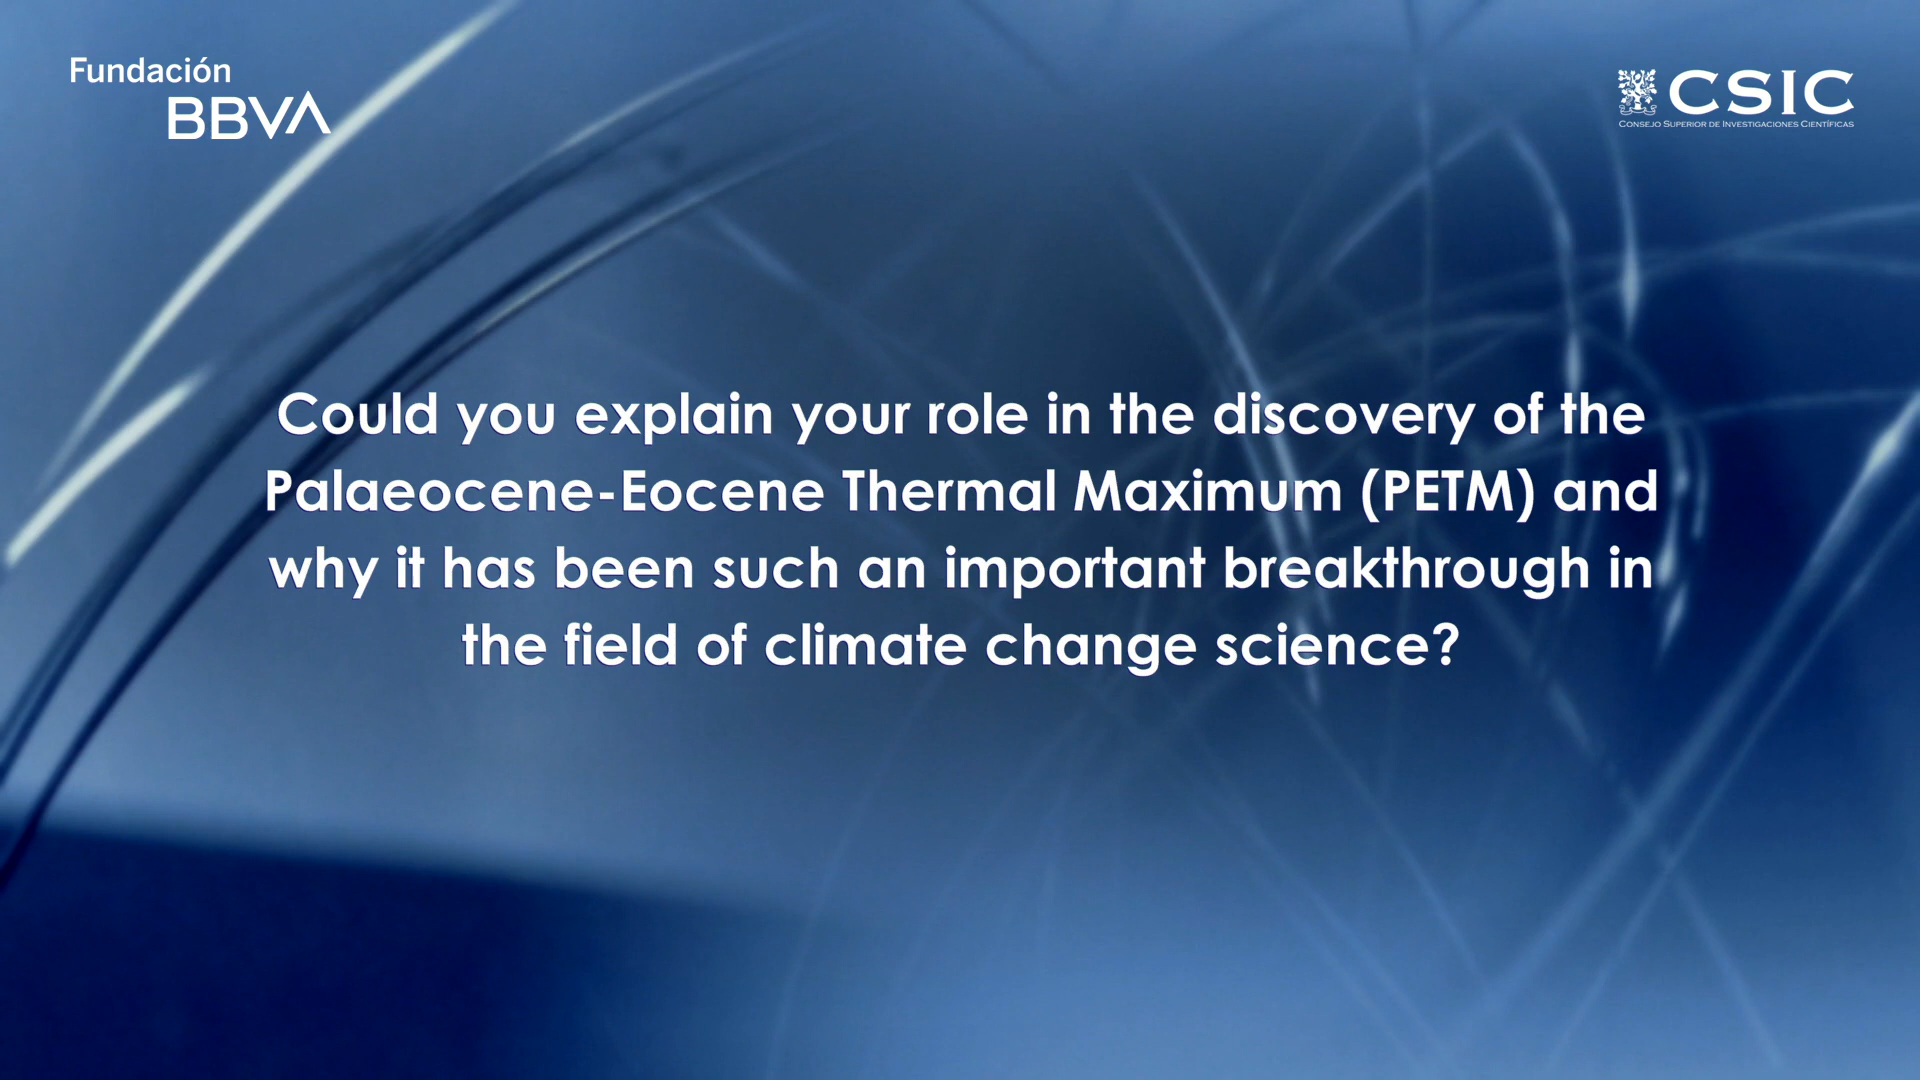 Fundación
BBVA
CSIC
Consejo Superior de Investigaciones Científicas
Could you explain your role in the discovery of the
Palaeocene-Eocene Thermal Maximum (PETM) and
why it has been such an important breakthrough in
the field of climate change science?